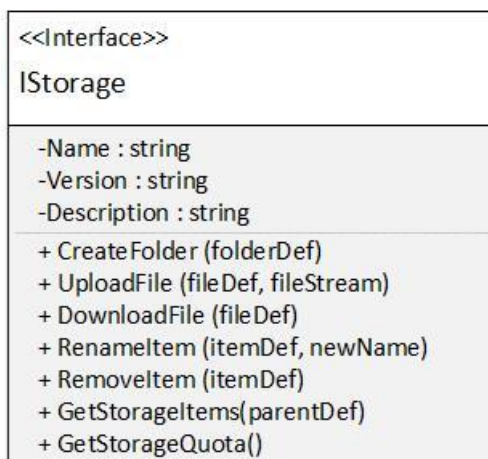 <<Interface>>
IStorage
-Name : string
-Version : string
-Description : string
+ CreateFolder (folderDef)
+ UploadFile (fileDef, fileStream)
+ DownloadFile (fileDef)
+ RenameItem (itemDef, newName)
+ RemoveItem (itemDef)
+ GetStorageItems(parentDef)
+ GetStorageQuota()